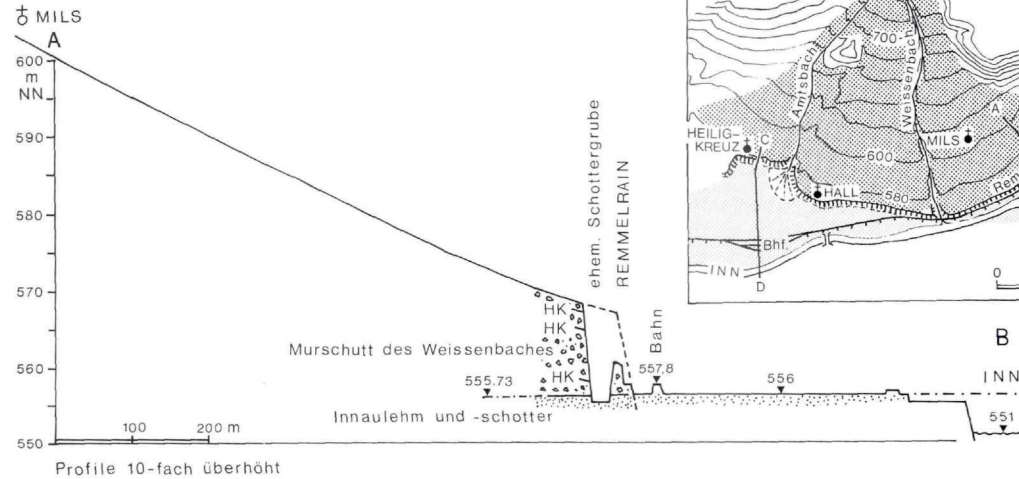 MILS
A
600
m
NN
590
580
570
560
550
ehem. Schottergrube
REMMELRAIN
HK
HK
HK
Murschutt des Weissenbaches
555.73
Innaulehm und -schotter
Bahn
557,8
556
B
INN
551
100
200 m
Profile 10-fach überhöht
700
Amtsbach
Weissenbach
A
HEILIG-
KREUZ
C
MILS
600
HALL
580
Bhf.
INN
D
0